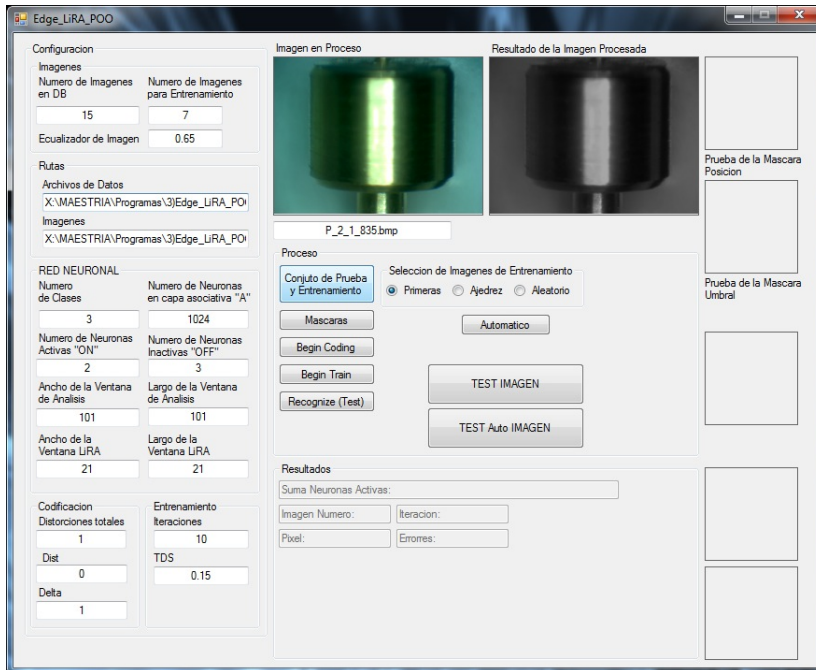 Edge_LiRA_POO
Configuracion
Imagenes
Numero de Imagenes
en DB
Numero de Imagenes
para Entrenamiento
15
7
Ecualizador de Imagen
0.65
Rutas
Archivos de Datos
X:\MAESTRIA\Programas\3)Edge_LiRA_PO
Imagenes
X:\MAESTRIA\Programas\3)Edge_LiRA_PO
RED NEURONAL
Numero
de Clases
Numero de Neuronas
en capa asociativa "A"
3
1024
Numero de Neuronas
Activas "ON"
Numero de Neuronas
Inactivas "OFF"
2
3
Ancho de la Ventana
de Analisis
Largo de la Ventana
de Analisis
101
101
Ancho de la
Ventana LiRA
Largo de la
Ventana LiRA
21
21
Codificacion
Distorciones totales
1
Dist
0
Delta
1
Entrenamiento
Iteraciones
10
TDS
0.15
Imagen en Proceso
Resultado de la Imagen Procesada
P_2_1_835.bmp
Proceso
Conjuto de Prueba
y Entrenamiento
Seleccion de Imagenes de Entrenamiento
Primeras
Ajedrez
Aleatorio
Mascaras
Automatico
Begin Coding
Begin Train
Recognize (Test)
TEST IMAGEN
TEST Auto IMAGEN
Resultados
Suma Neuronas Activas:
Imagen Numero:
Iteracion:
Pixel:
Errorres:
Prueba de la Mascara
Posicion
Prueba de la Mascara
Umbral